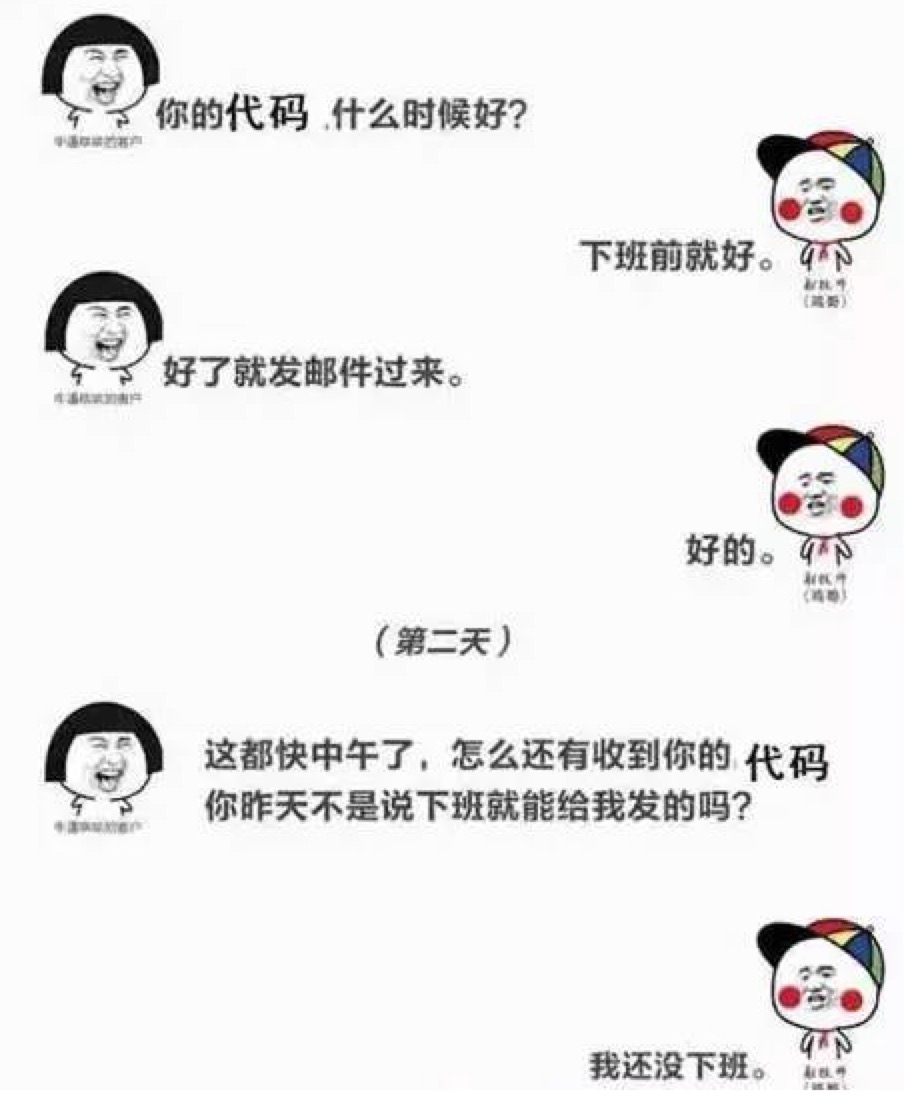 你的代码 .什么时候好？
下班前就好。
好了就发邮件过来。
好的。
（第二天）
这都快中午了，怎么还有收到你的 代码
你昨天不是说下班就能给我发的吗？
我还没下班。